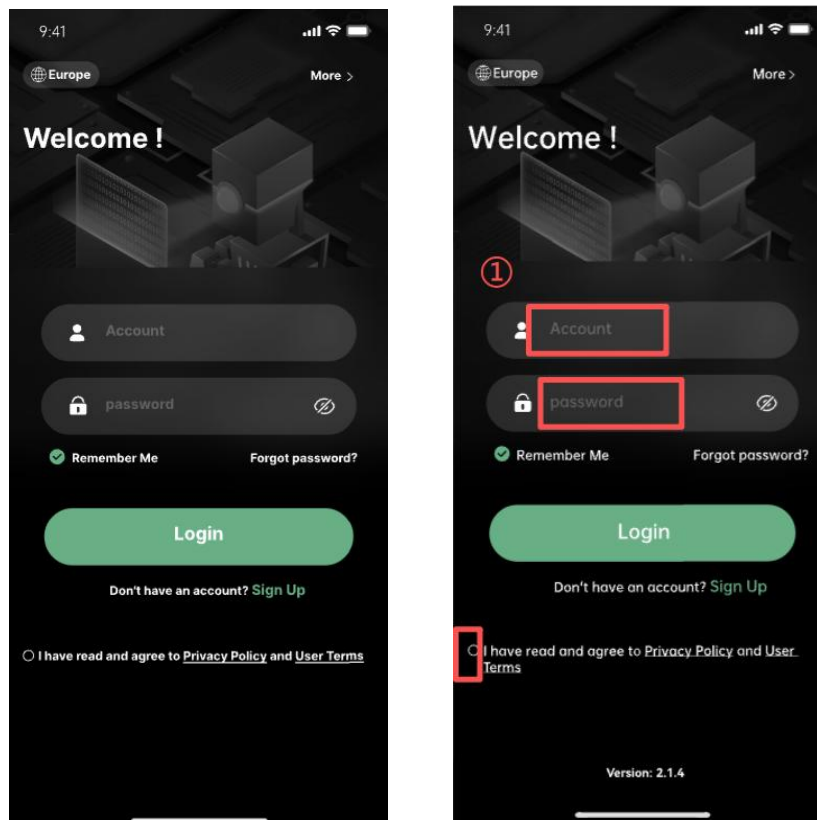 9:41
Europe
More >
Welcome !
Account
password
Remember Me
Forgot password?
Login
Don't have an account? Sign Up
I have read and agree to Privacy Policy and User Terms
9:41
Europe
More >
Welcome !
①
Account
password
Remember Me
Forgot password?
Login
Don't have an account? Sign Up
I have read and agree to Privacy Policy and User
Terms
Version: 2.1.4